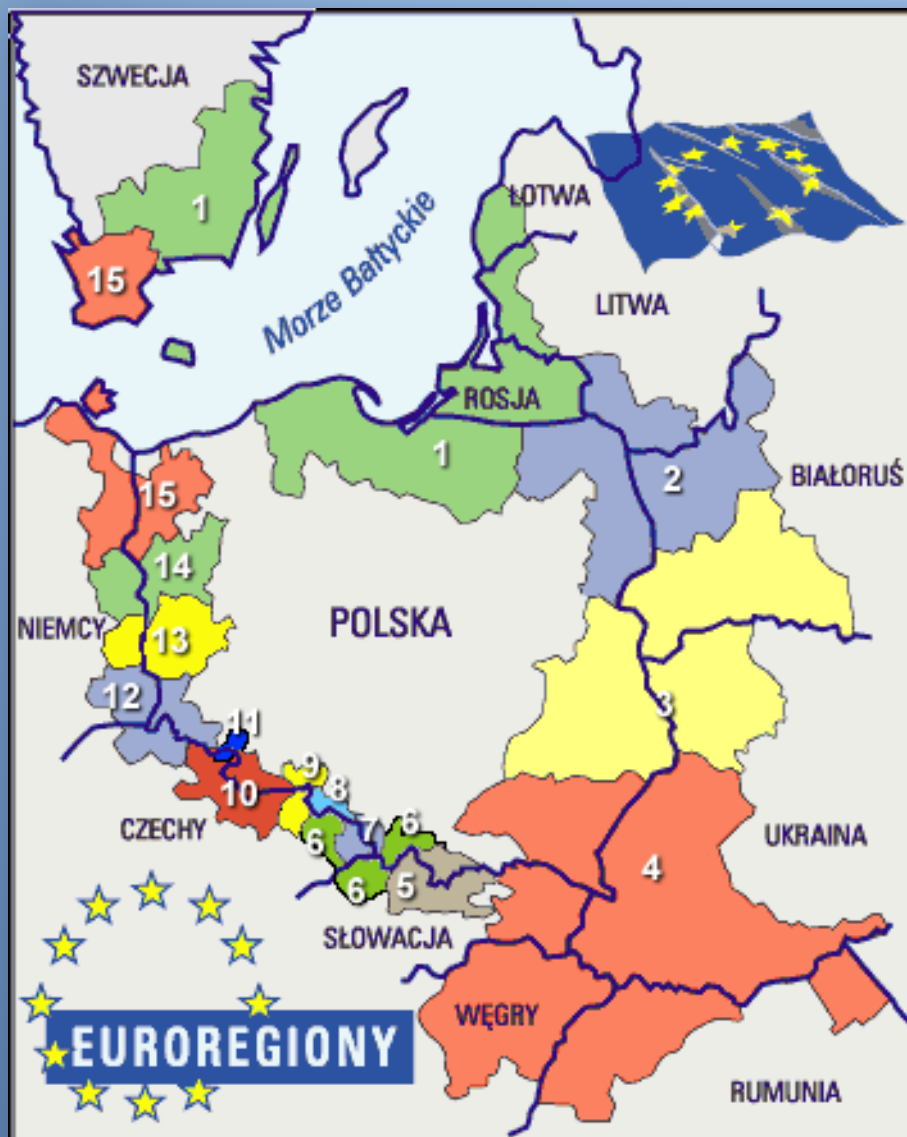 SZWECJA
1
ŁOTWA
15
Morze Bałtyckie
LITWA
ROSJA
1
2
BIAŁORUŚ
15
14
NIEMCY
13
POLSKA
12
11
3
9
10
8
CZECHY
7
6
6
UKRAINA
4
5
6
SŁOWACJA
WĘGRY
EUROREGIONY
RUMUNIA